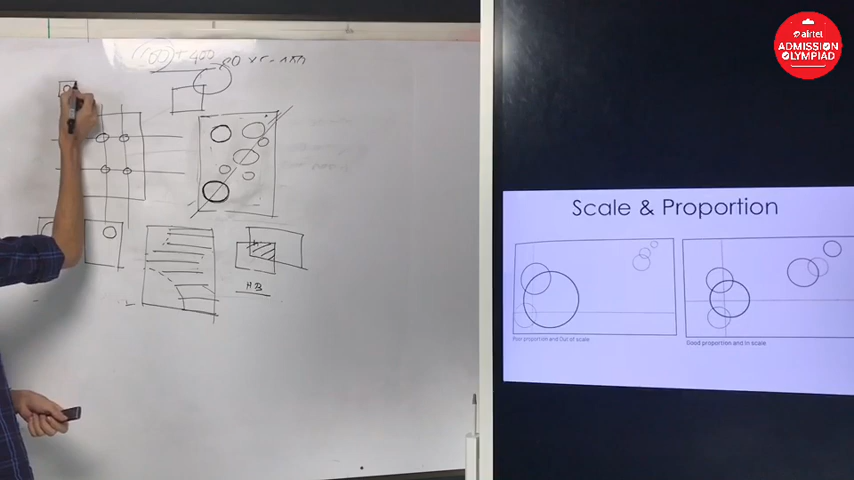 airtel
ADMISSION
OLYMPIAD
Scale & Proportion
Poor proportion and Out of scale
Good proportion and In scale
HB